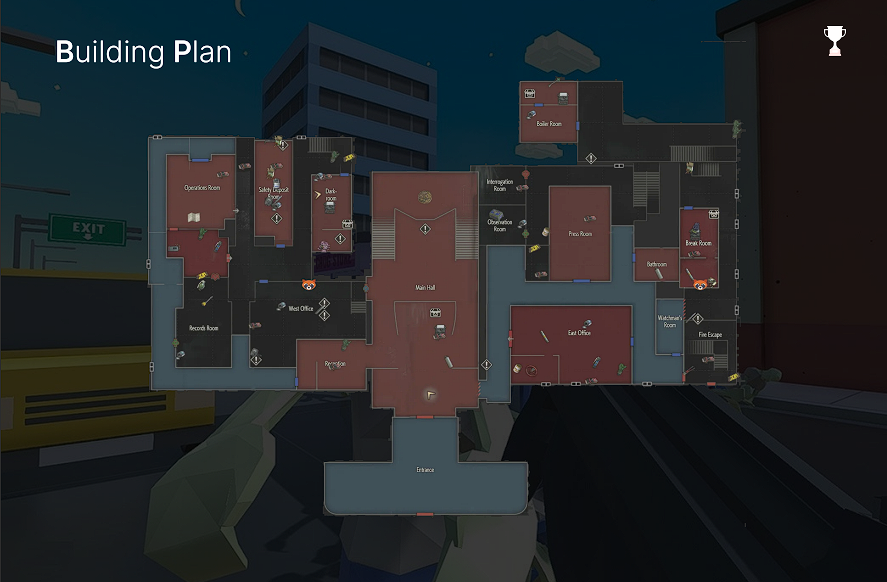 Building Plan
Boiler Room
Interrogation
Room
Operations Room
Safety Deposit
Room
Dark-
room
Observation
Room
Press Room
Break Room
Bathroom
Main Hall
EXIT
West Office
Records Room
Watchman's
Room
East Office
Fire Escape
Reception
Entrance